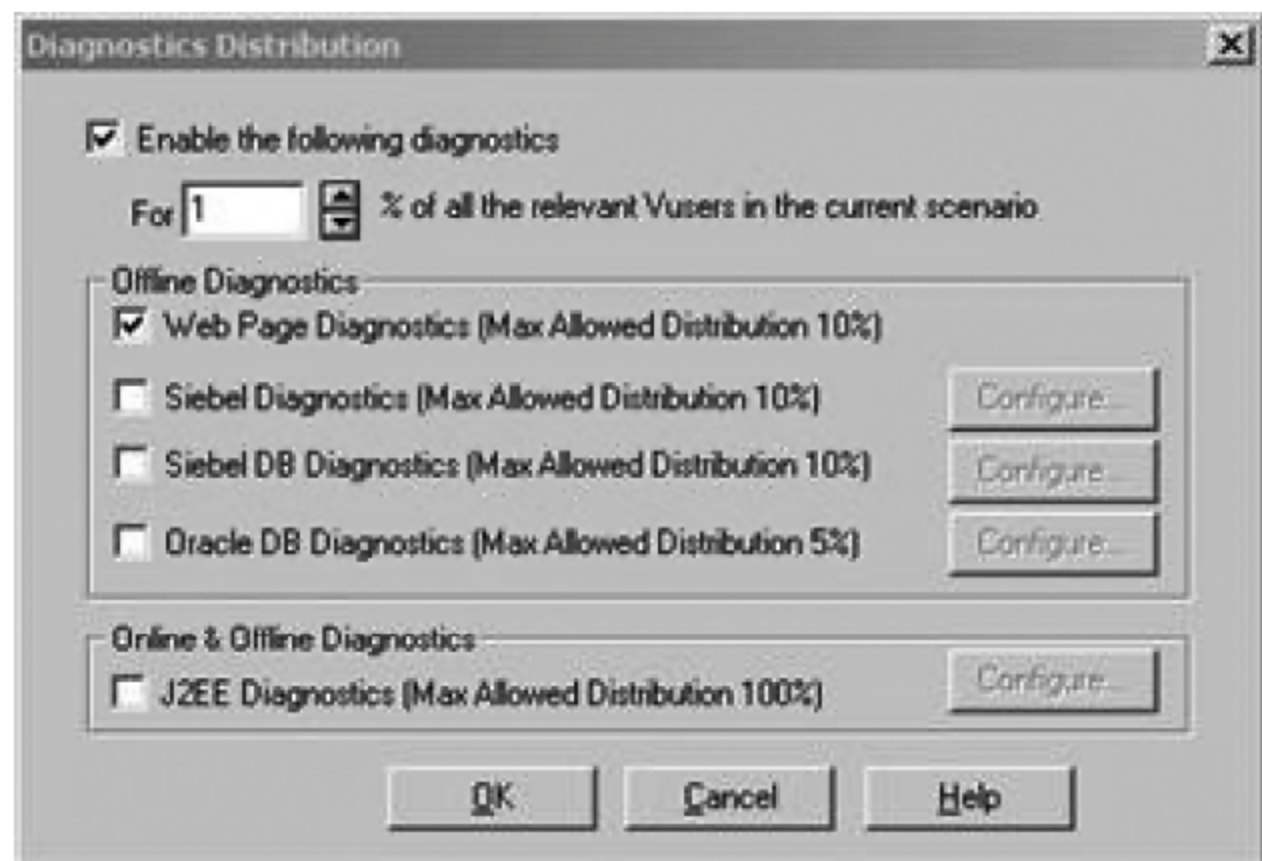 Diagnostics Distribution
Enable the following diagnostics
For 1 % of all the relevant Vusers in the current scenario
Offline Diagnostics
Web Page Diagnostics (Max Allowed Distribution 10%)
Siebel Diagnostics (Max Allowed Distribution 10%) Configure...
Siebel DB Diagnostics (Max Allowed Distribution 10%) Configure...
Oracle DB Diagnostics (Max Allowed Distribution 5%) Configure...
Online & Offline Diagnostics
J2EE Diagnostics (Max Allowed Distribution 100%) Configure...
OK Cancel Help